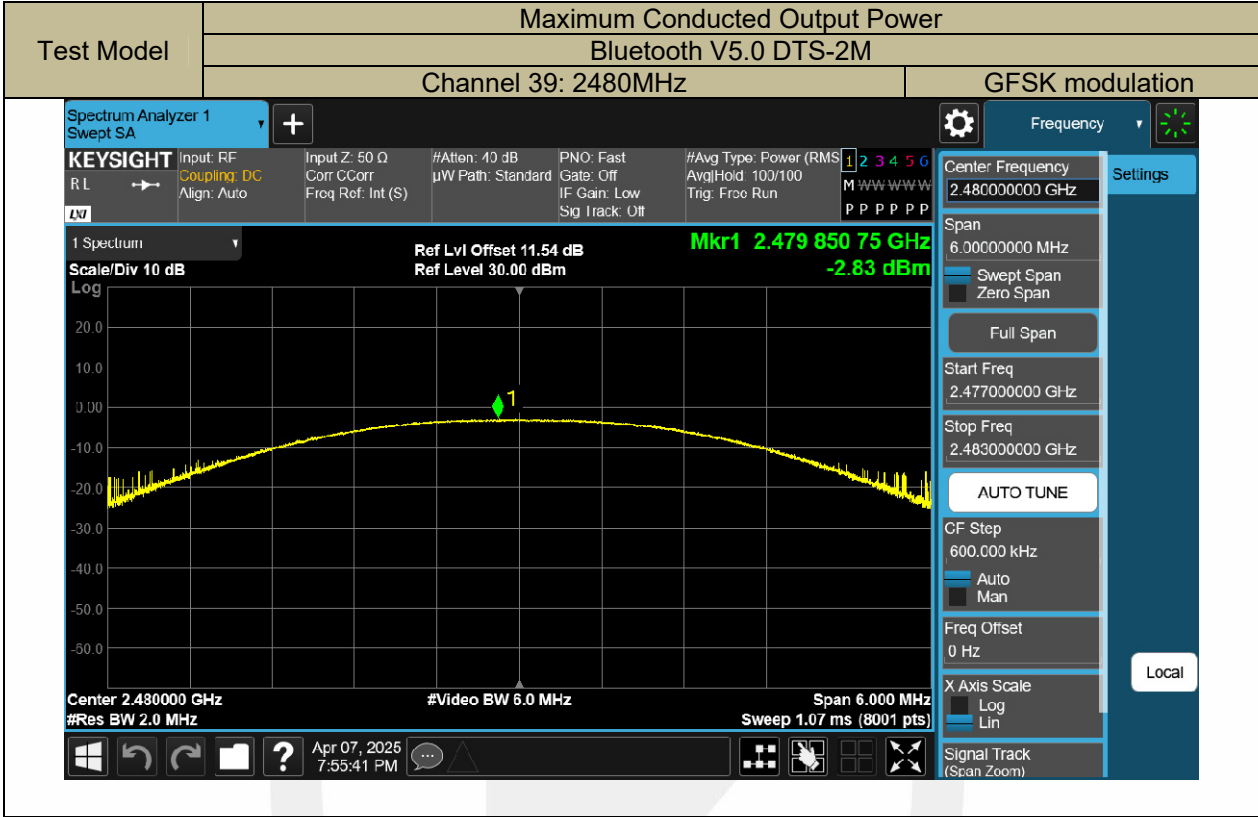 Test Model
Maximum Conducted Output Power
Bluetooth V5.0 DTS-2M
Channel 39: 2480MHz
GFSK modulation
Spectrum Analyzer 1
Swept SA
+
Frequency
KEYSIGHT
RL
LXI
Input: RF
Coupling: DC
Align: Auto
Input Z: 50 Ω
Corr CCorr
Freq Ref: Int (S)
#Atten: 40 dB
µW Path: Standard
PNO: Fast
Gate: Off
IF Gain: Low
Sig Track: Off
#Avg Type: Power (RMS
Avg|Hold: 100/100
Trig: Free Run
1 2 3 4 5 6
M W W W W W
P P P P P P
1 Spectrum
Scale/Div 10 dB
Log
Ref Lvl Offset 11.54 dB
Ref Level 30.00 dBm
Mkr1 2.479 850 75 GHz
-2.83 dBm
20.0
10.0
0.00
-10.0
-20.0
-30.0
-40.0
-50.0
-60.0
1
Center 2.480000 GHz
#Res BW 2.0 MHz
#Video BW 6.0 MHz
Span 6.000 MHz
Sweep 1.07 ms (8001 pts)
Center Frequency
2.480000000 GHz
Settings
Span
6.00000000 MHz
Swept Span
Zero Span
Full Span
Start Freq
2.477000000 GHz
Stop Freq
2.483000000 GHz
AUTO TUNE
CF Step
600.000 kHz
Auto
Man
Freq Offset
0 Hz
X Axis Scale
Log
Lin
Signal Track
(Span Zoom)
Local
?
Apr 07, 2025
7:55:41 PM